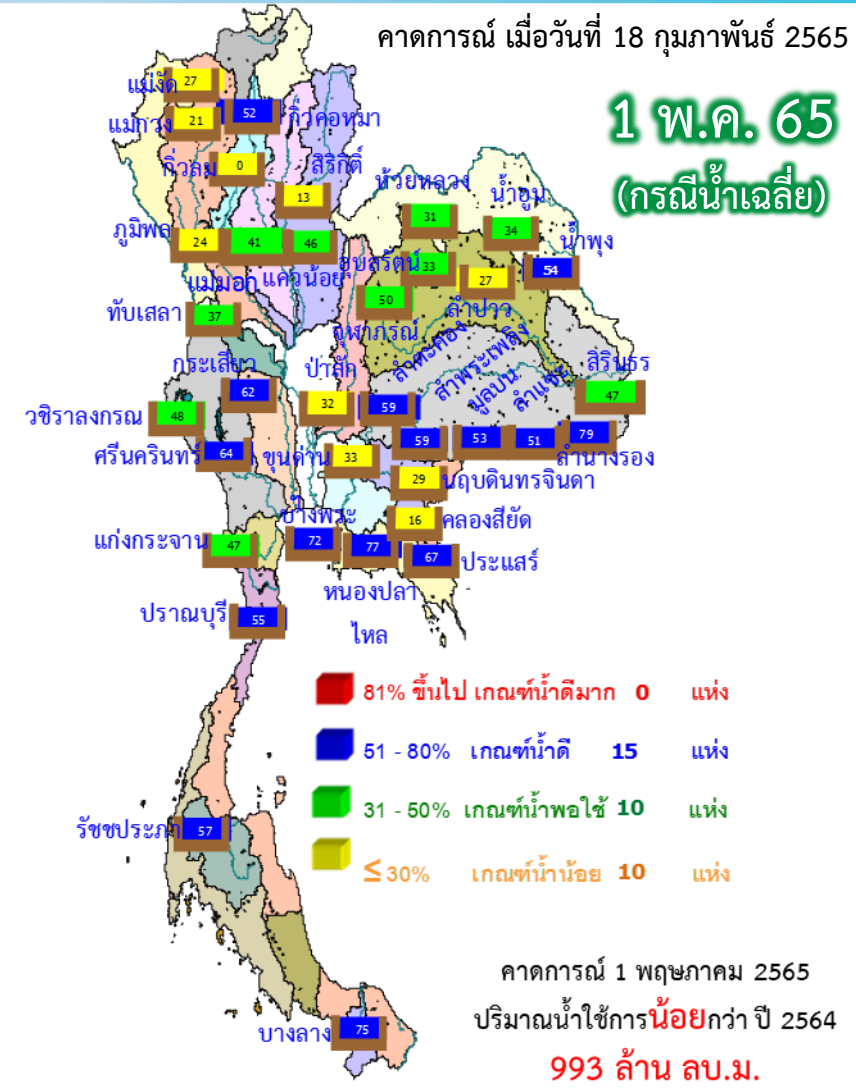 คาดการณ์ เมื่อวันที่ 18 กุมภาพันธ์ 2565
1 พ.ค. 65
(กรณีน้ำเฉลี่ย)
แม่งัด 27
แม่กวง 21
52 กิ่วคอหมา
กิ่วลม 0
สิริกิติ์
13
ห้วยหลวง
31
น้ำอูน
34
น้ำพุง
54
ภูมิพล 24
41
46
แม่มอก แควน้อย
อุบลรัตน์
33
27
ลำปาว
50
จุฬาภรณ์
ทับเสลา
37
กระเสียว
62
ป่าสัก
32
ลำตะคอง
59
ลำพระเพลิง
59
มูลบน
53
ลำแชะ
51
79
ลำนางรอง
สิรินธร
47
วชิราลงกรณ 48
ศรีนครินทร์ 64
ขุนด่าน 33
29 นฤบดินทรจินดา
16 คลองสียัด
บางพระ
72
77
67 ประแสร์
หนองปลา
ไหล
แก่งกระจาน 47
ปราณบุรี 55
81% ขึ้นไป เกณฑ์น้ำดีมาก 0 แห่ง
51 - 80% เกณฑ์น้ำดี 15 แห่ง
31 - 50% เกณฑ์น้ำพอใช้ 10 แห่ง
≤ 30% เกณฑ์น้ำน้อย 10 แห่ง
รัชชประภา 57
บางลาง 75
คาดการณ์ 1 พฤษภาคม 2565
ปริมาณน้ำใช้การน้อยกว่า ปี 2564
993 ล้าน ลบ.ม.